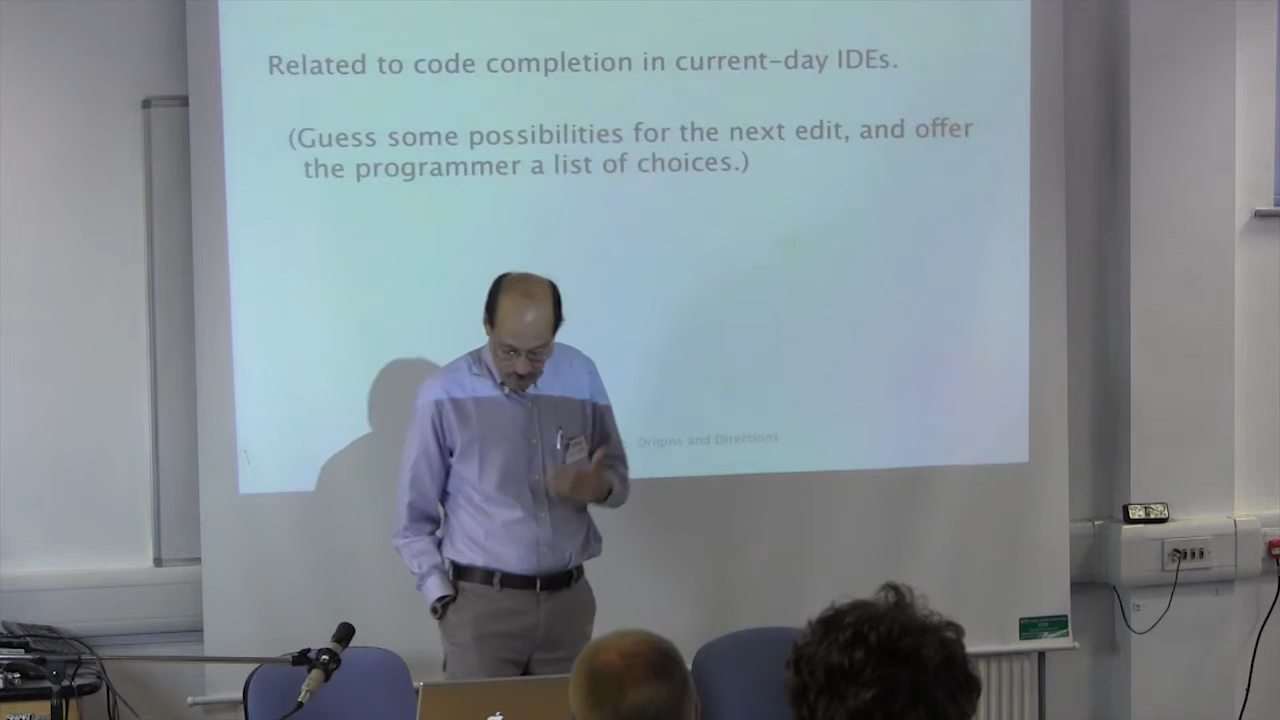 Related to code completion in current-day IDEs.
(Guess some possibilities for the next edit, and offer
the programmer a list of choices.)
Origins and Directions